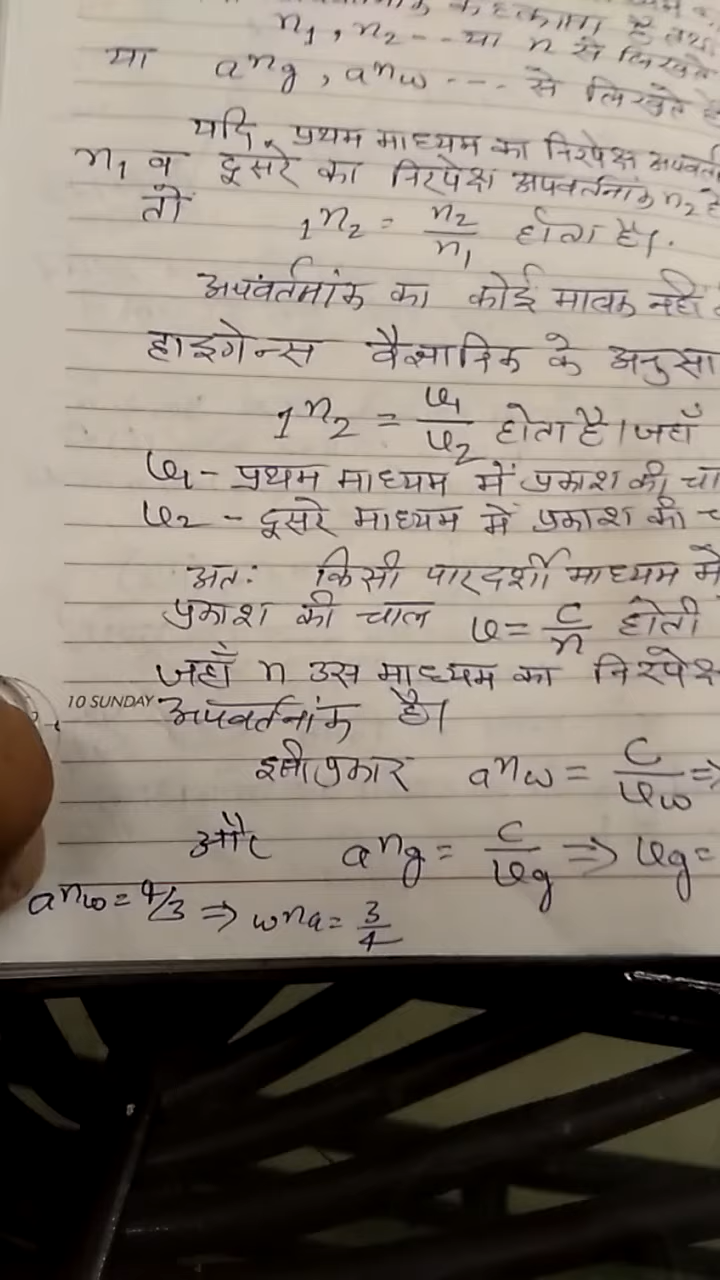 n₁, n₂ -- या n से लिखते
या ₐn_g, ₐn_w --- से लिखते है
यदि प्रथम माध्यम का निरपेक्ष अपवर्त
n₁ व दूसरे का निरपेक्ष अपवर्तनांक n₂ है
तो ₁n₂ = n₂/n₁ होता है।
अपवर्तनांक का कोई मात्रक नही
हाइगेन्स वैज्ञानिक के अनुसा
₁n₂ = v₁/v₂ होता है। जहाँ
v₁ - प्रथम माध्यम में प्रकाश की चा
v₂ - दूसरे माध्यम में प्रकाश की च
अतः किसी पारदर्शी माध्यम में
प्रकाश की चाल v = c/n होती
जहाँ n उस माध्यम का निरपेक्ष
10 SUNDAY अपवर्तनांक है।
इसी प्रकार ₐn_w = C/v_w ⇒
और ₐn_g = c/v_g ⇒ v_g =
ₐn_w = 4/3 ⇒ _wn_a = 3/4